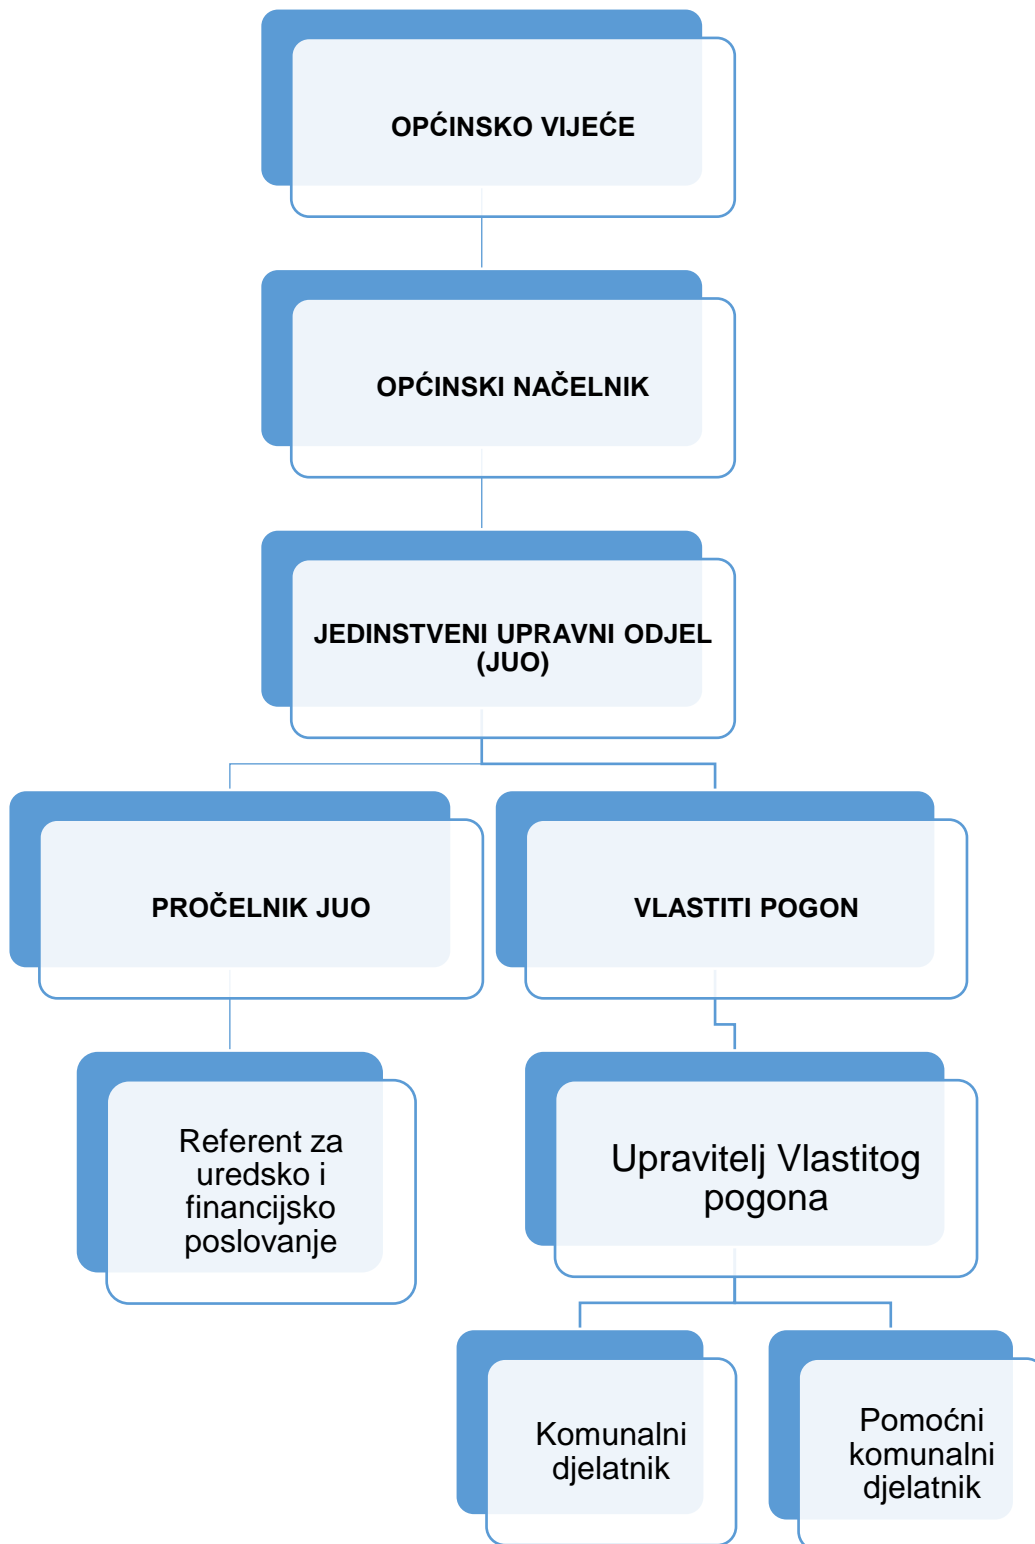 OPĆINSKO VIJEĆE
OPĆINSKI NAČELNIK
JEDINSTVENI UPRAVNI ODJEL
(JUO)
PROČELNIK JUO
VLASTITI POGON
Referent za
uredsko i
financijsko
poslovanje
Upravitelj Vlastitog
pogona
Komunalni
djelatnik
Pomoćni
komunalni
djelatnik